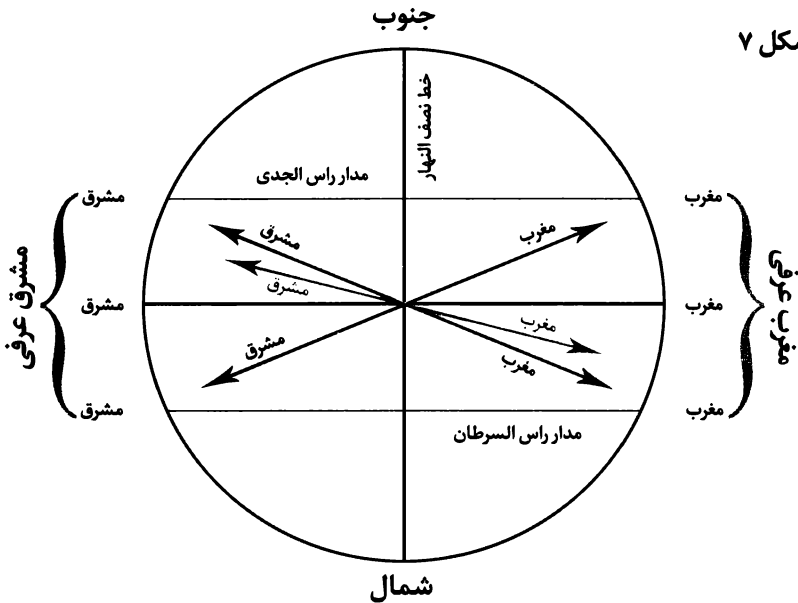 جنوب
شکل ۷
خط نصف النهار
مدار راس الجدی
مغرب
مشرق
مغرب
مشرق
مشرق
مغرب
مشرق
مغرب عرفی
مشرق عرفی
مغرب
مشرق
مغرب
مغرب
مغرب
مشرق
مدار راس السرطان
شمال